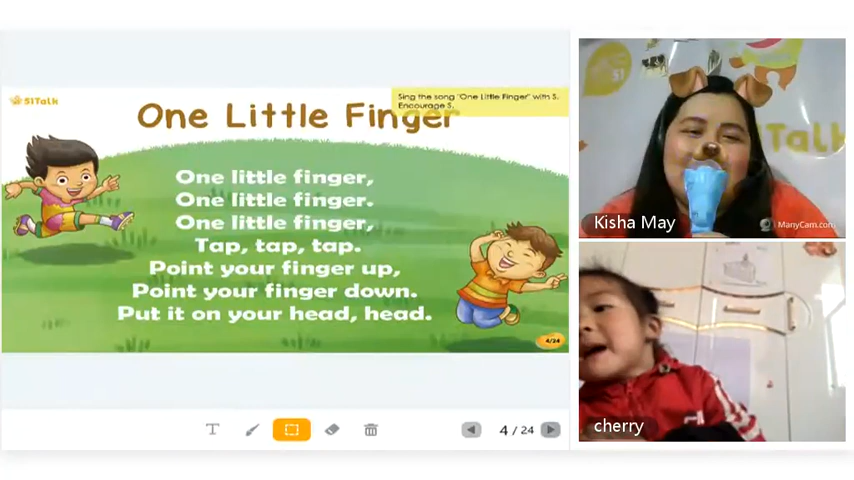 51Talk
Sing the song "One Little Finger" with S.
Encourage S.
One Little Finger
One little finger,
One little finger.
One little finger,
Tap, tap, tap.
Point your finger up,
Point your finger down.
Put it on your head, head.
4/24
T
4 / 24
51
51Talk
Kisha May
ManyCam.com
cherry